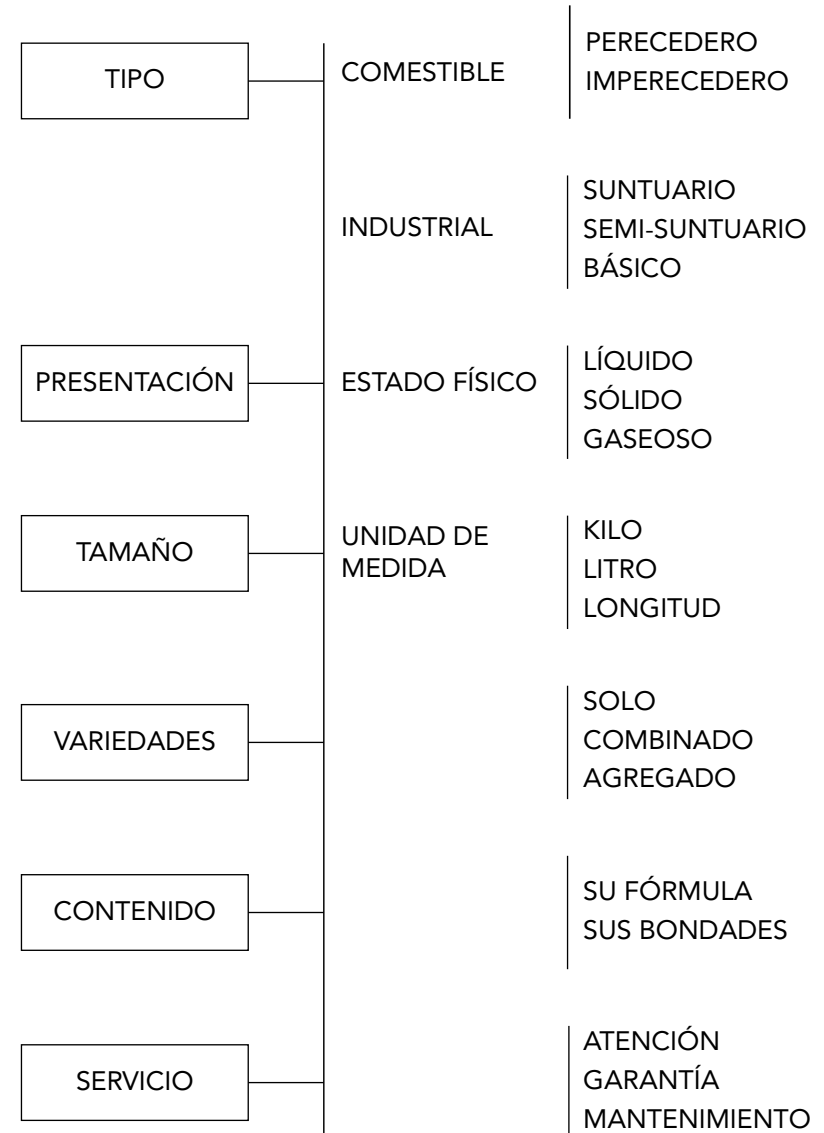 TIPO
COMESTIBLE
PERECEDERO
IMPERECEDERO
INDUSTRIAL
SUNTUARIO
SEMI-SUNTUARIO
BÁSICO
PRESENTACIÓN
ESTADO FÍSICO
LÍQUIDO
SÓLIDO
GASEOSO
TAMAÑO
UNIDAD DE
MEDIDA
KILO
LITRO
LONGITUD
VARIEDADES
SOLO
COMBINADO
AGREGADO
CONTENIDO
SU FÓRMULA
SUS BONDADES
SERVICIO
ATENCIÓN
GARANTÍA
MANTENIMIENTO